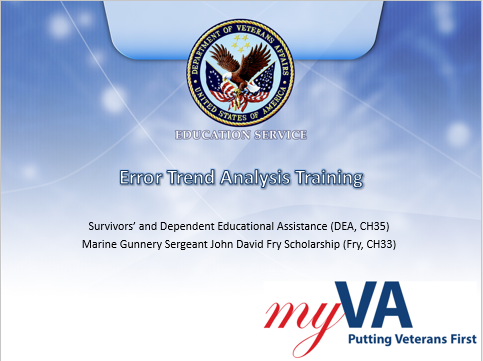 DEPARTMENT OF VETERANS AFFAIRS
UNITED STATES OF AMERICA
EDUCATION SERVICE
Error Trend Analysis Training
Survivors’ and Dependent Educational Assistance (DEA, CH35)
Marine Gunnery Sergeant John David Fry Scholarship (Fry, CH33)
myVA
Putting Veterans First